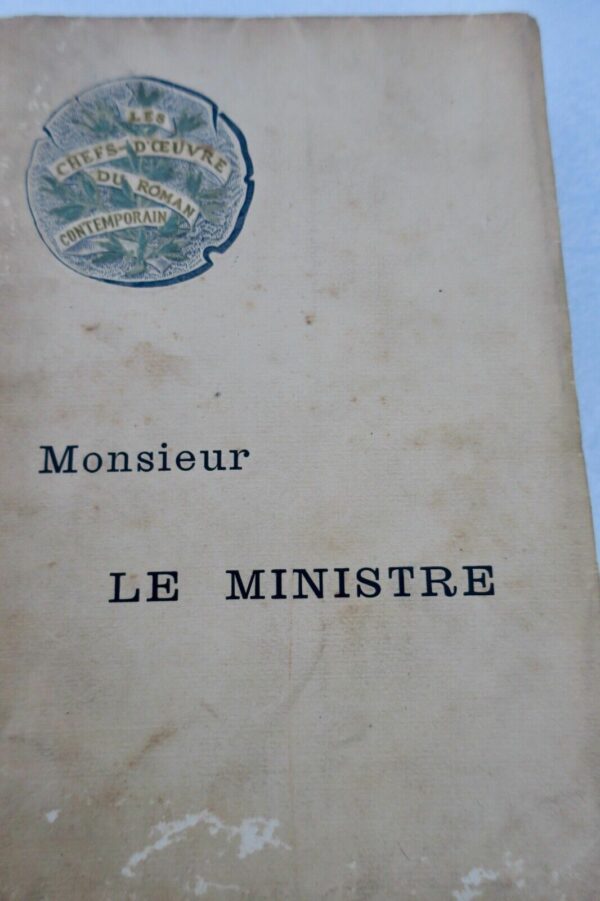 LES
CHEFS-D'ŒUVRE
DU ROMAN
CONTEMPORAIN
Monsieur
LE MINISTRE